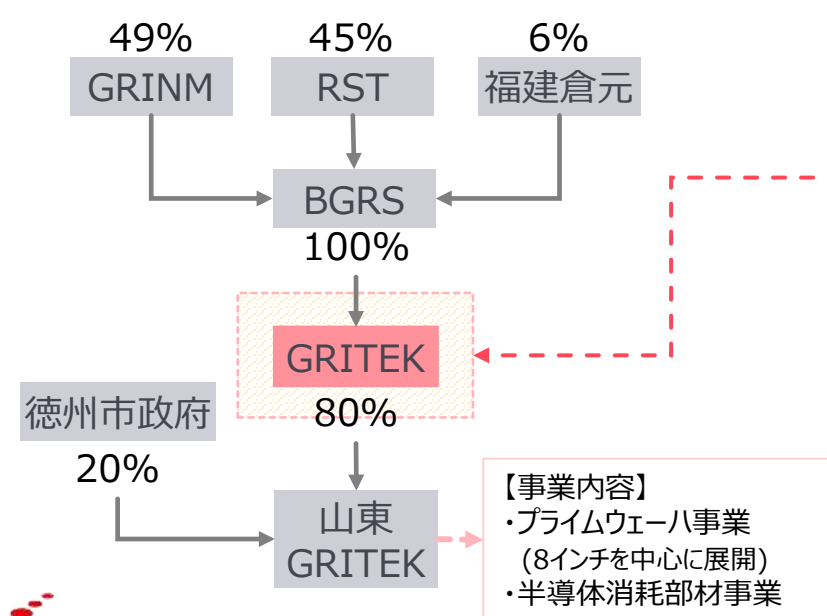 49% 45% 6%
GRINM RST 福建倉元
BGRS
100%
GRITEK
80%
徳州市政府
20%
山東
GRITEK
【事業内容】
・プライムウェーハ事業
(8インチを中心に展開)
・半導体消耗部材事業